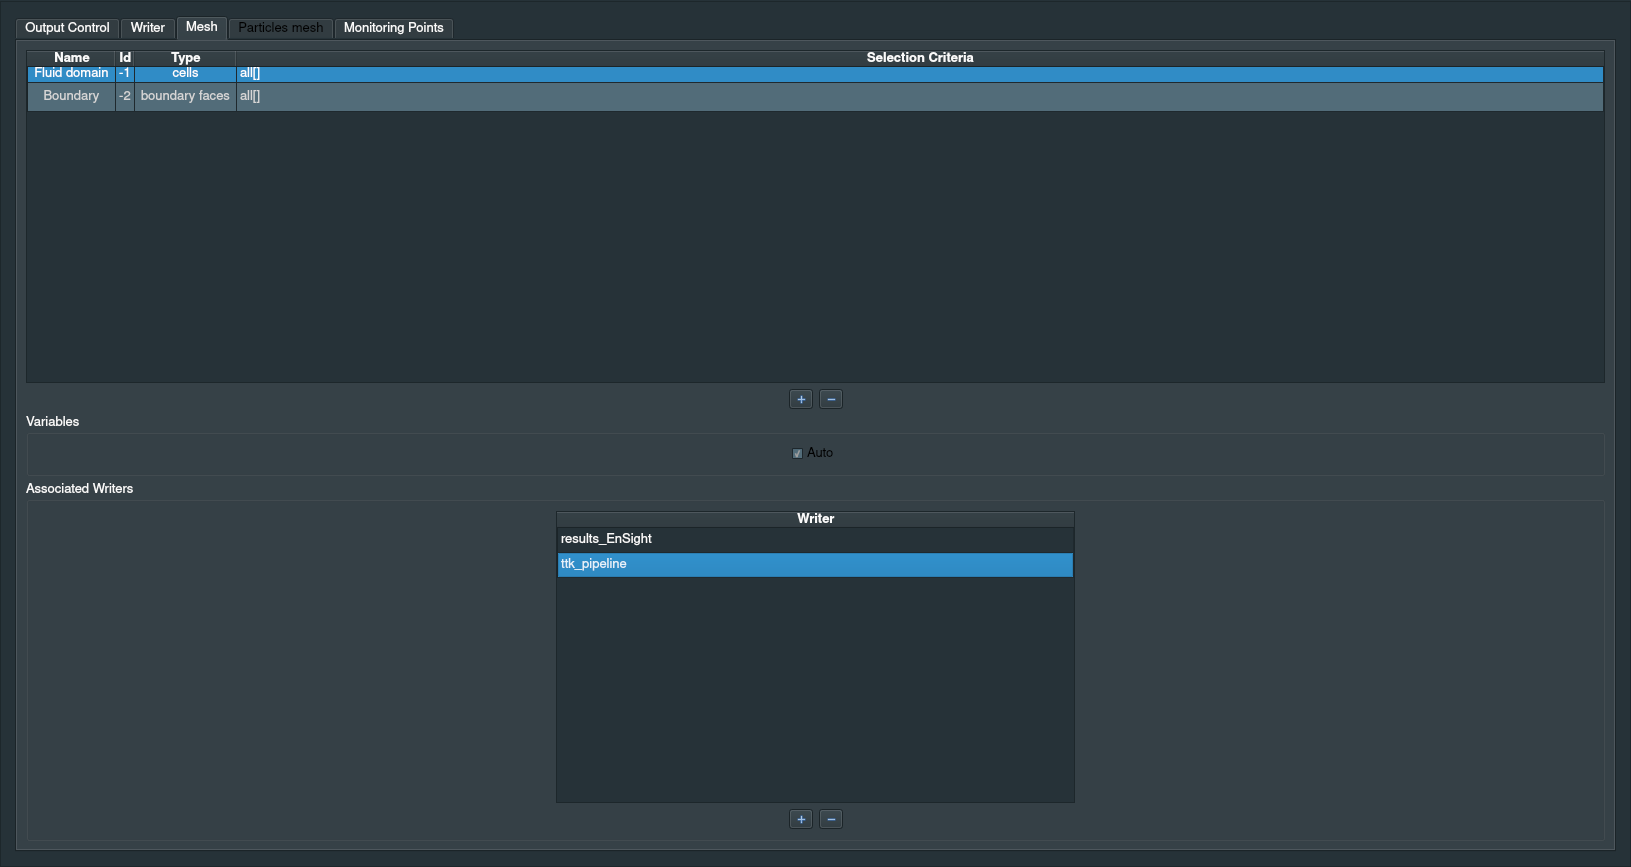 Output Control Writer Mesh Particles mesh Monitoring Points
Name Id Type Selection Criteria
Fluid domain -1 cells all[]
Boundary -2 boundary faces all[]
+ −
Variables
Auto
Associated Writers
Writer
results_EnSight
ttk_pipeline
+ −